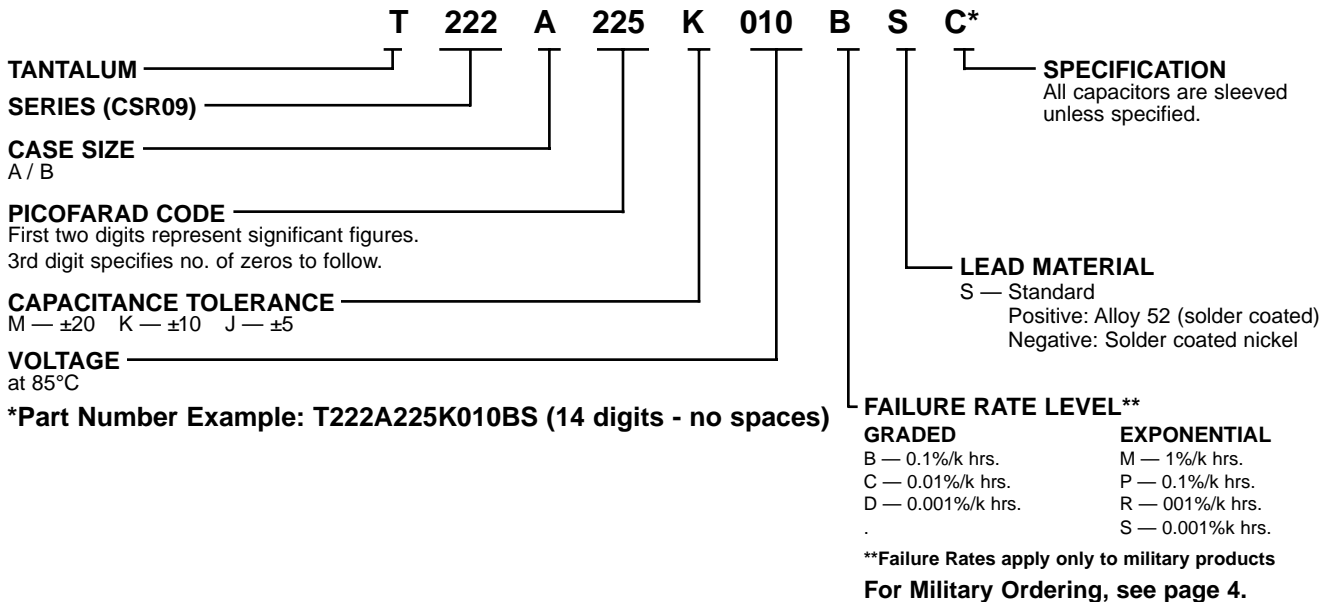 T 222 A 225 K 010 B S C*
TANTALUM
SERIES (CSR09)
CASE SIZE
A / B
PICOFARAD CODE
First two digits represent significant figures.
3rd digit specifies no. of zeros to follow.
CAPACITANCE TOLERANCE
M — ±20 K — ±10 J — ±5
VOLTAGE
at 85°C
*Part Number Example: T222A225K010BS (14 digits - no spaces)
SPECIFICATION
All capacitors are sleeved
unless specified.
LEAD MATERIAL
S — Standard
Positive: Alloy 52 (solder coated)
Negative: Solder coated nickel
FAILURE RATE LEVEL**
GRADED EXPONENTIAL
B — 0.1%/k hrs. M — 1%/k hrs.
C — 0.01%/k hrs. P — 0.1%/k hrs.
D — 0.001%/k hrs. R — 001%/k hrs.
. S — 0.001%k hrs.
**Failure Rates apply only to military products
For Military Ordering, see page 4.